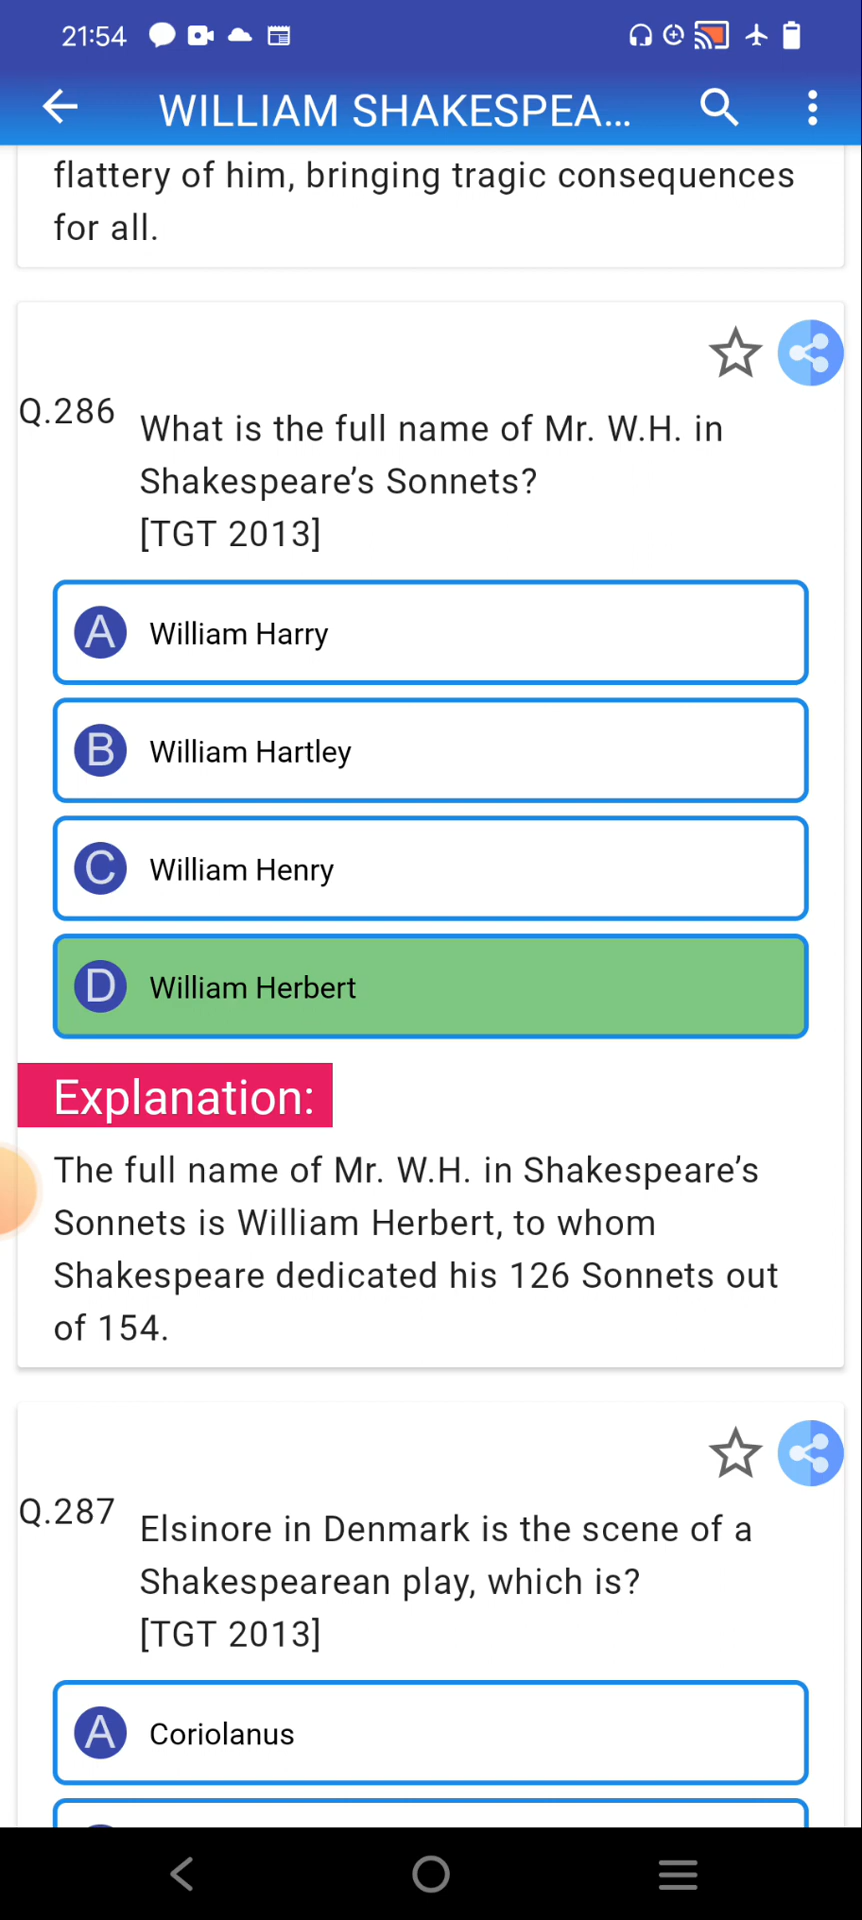 21:54
WILLIAM SHAKESPEA...
flattery of him, bringing tragic consequences
for all.
Q.286
What is the full name of Mr. W.H. in
Shakespeare’s Sonnets?
[TGT 2013]
A William Harry
B William Hartley
C William Henry
D William Herbert
Explanation:
The full name of Mr. W.H. in Shakespeare’s
Sonnets is William Herbert, to whom
Shakespeare dedicated his 126 Sonnets out
of 154.
Q.287
Elsinore in Denmark is the scene of a
Shakespearean play, which is?
[TGT 2013]
A Coriolanus